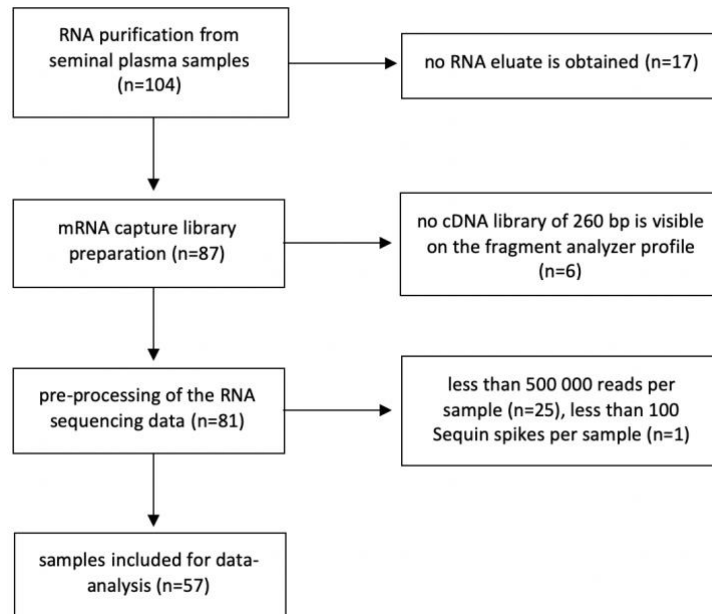 RNA purification from
seminal plasma samples
(n=104)
no RNA eluate is obtained (n=17)
mRNA capture library
preparation (n=87)
no cDNA library of 260 bp is visible
on the fragment analyzer profile
(n=6)
pre-processing of the RNA
sequencing data (n=81)
less than 500 000 reads per
sample (n=25), less than 100
Sequin spikes per sample (n=1)
samples included for data-
analysis (n=57)